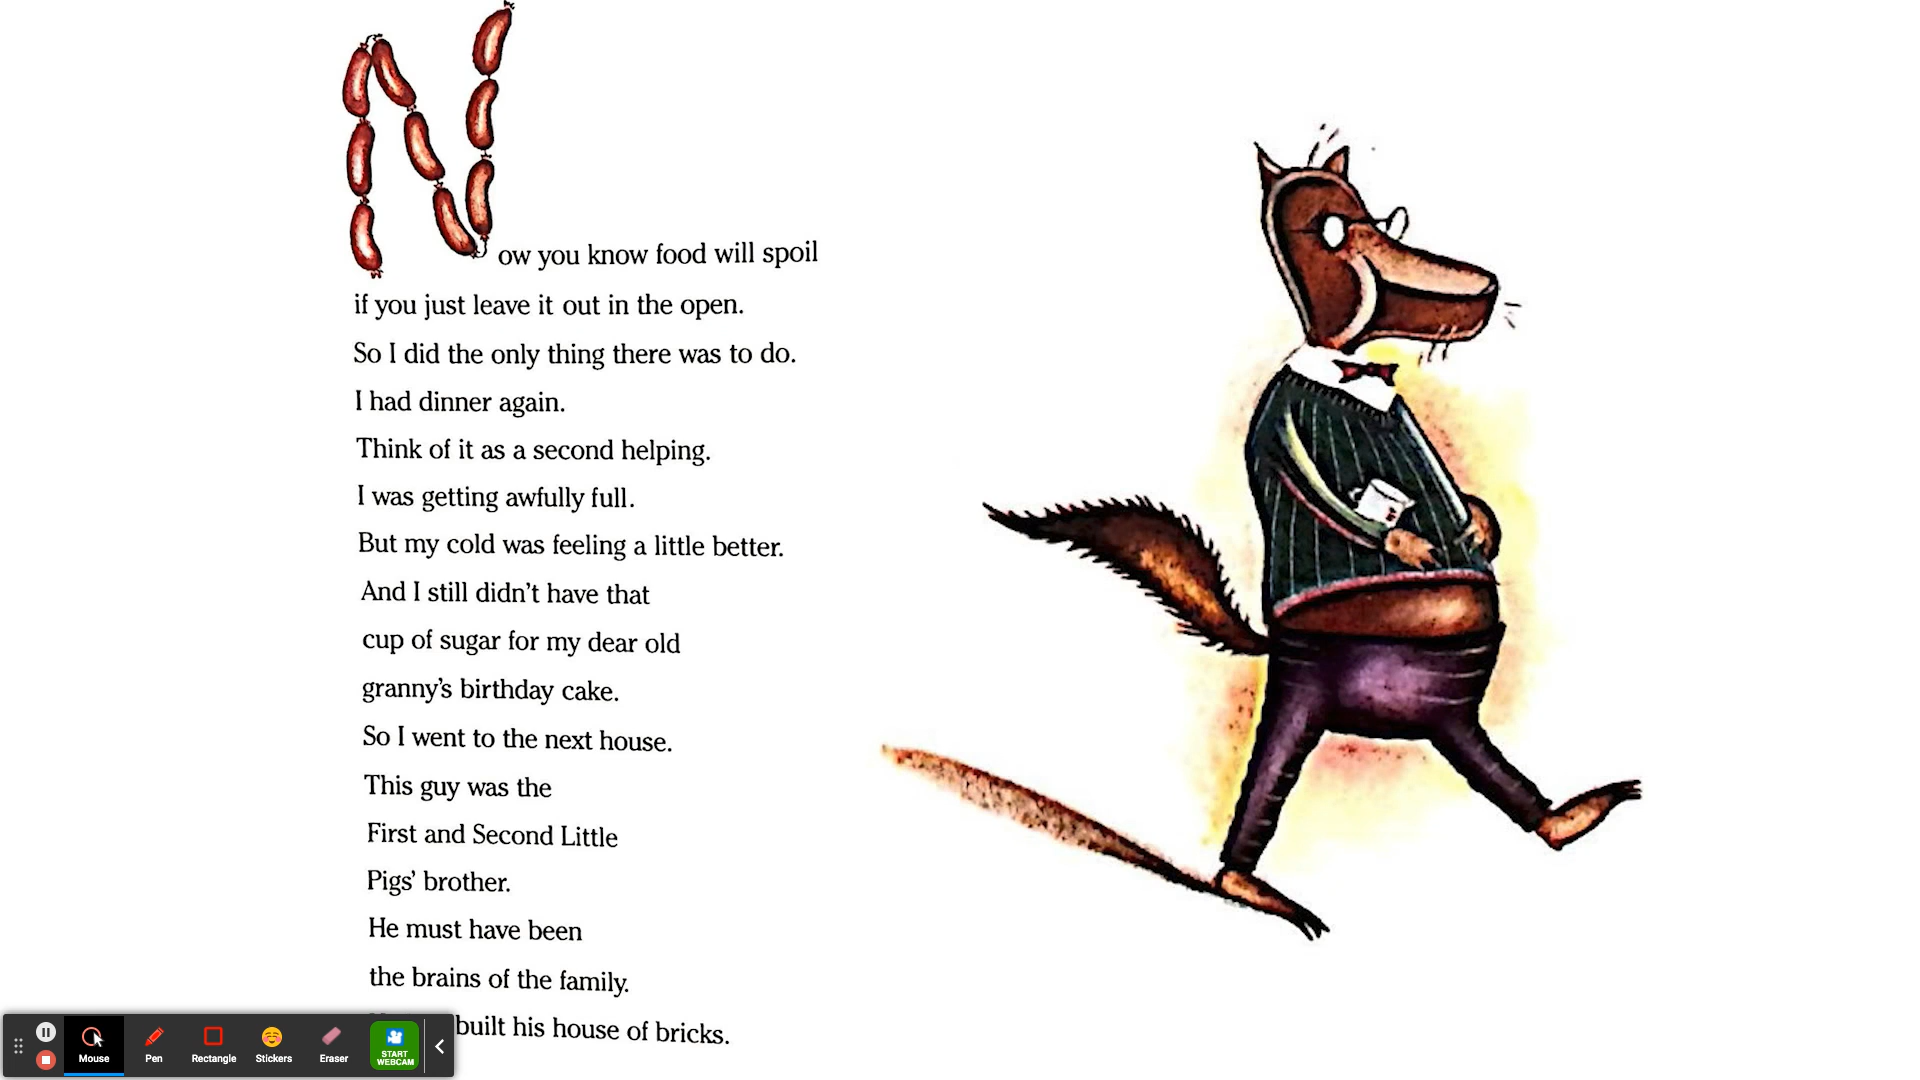 Now you know food will spoil
if you just leave it out in the open.
So I did the only thing there was to do.
I had dinner again.
Think of it as a second helping.
I was getting awfully full.
But my cold was feeling a little better.
And I still didn't have that
cup of sugar for my dear old
granny's birthday cake.
So I went to the next house.
This guy was the
First and Second Little
Pigs' brother.
He must have been
the brains of the family.
built his house of bricks.
Mouse
Pen
Rectangle
Stickers
Eraser
START
WEBCAM